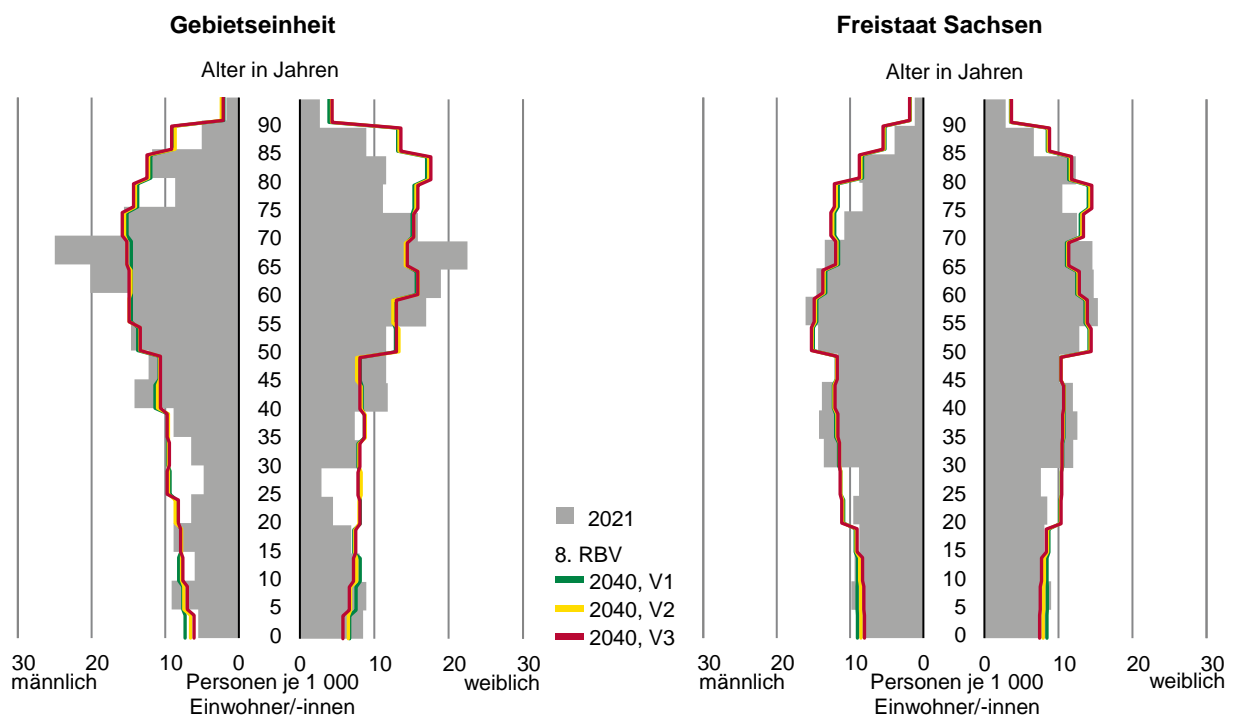 Gebietseinheit
Alter in Jahren
90
85
80
75
70
65
60
55
50
45
40
35
30
25
20
15
10
5
0
30 20 10 0 0 10 20 30
männlich Personen je 1 000 weiblich
Einwohner/-innen
2021
8. RBV
2040, V1
2040, V2
2040, V3
Freistaat Sachsen
Alter in Jahren
90
85
80
75
70
65
60
55
50
45
40
35
30
25
20
15
10
5
0
30 20 10 0 0 10 20 30
männlich Personen je 1 000 weiblich
Einwohner/-innen